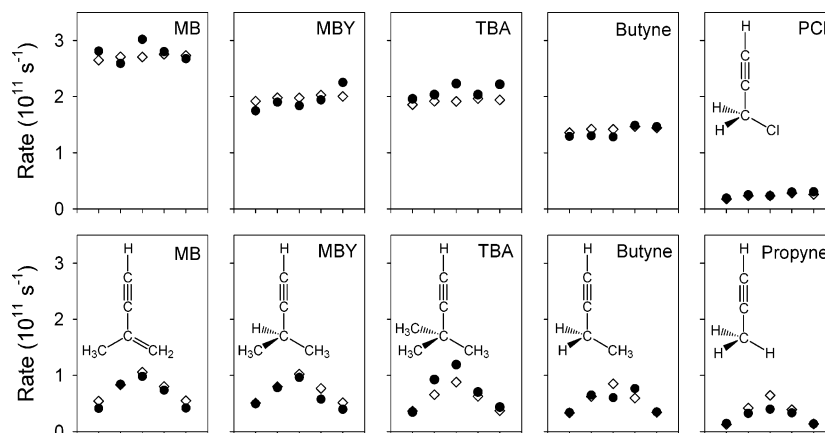 MB
MBY
TBA
Butyne
PCl
Rate (10¹¹ s⁻¹)
3
2
1
0
H
C
C
H
C
H
Cl
MB
MBY
TBA
Butyne
Propyne
Rate (10¹¹ s⁻¹)
3
2
1
0
H
C
C
C
H₃C
CH₂
H
C
C
H
C
H₃C
CH₃
H
C
C
H₃C
C
H₃C
CH₃
H
C
C
H
C
H
CH₃
H
C
C
H
C
H
H